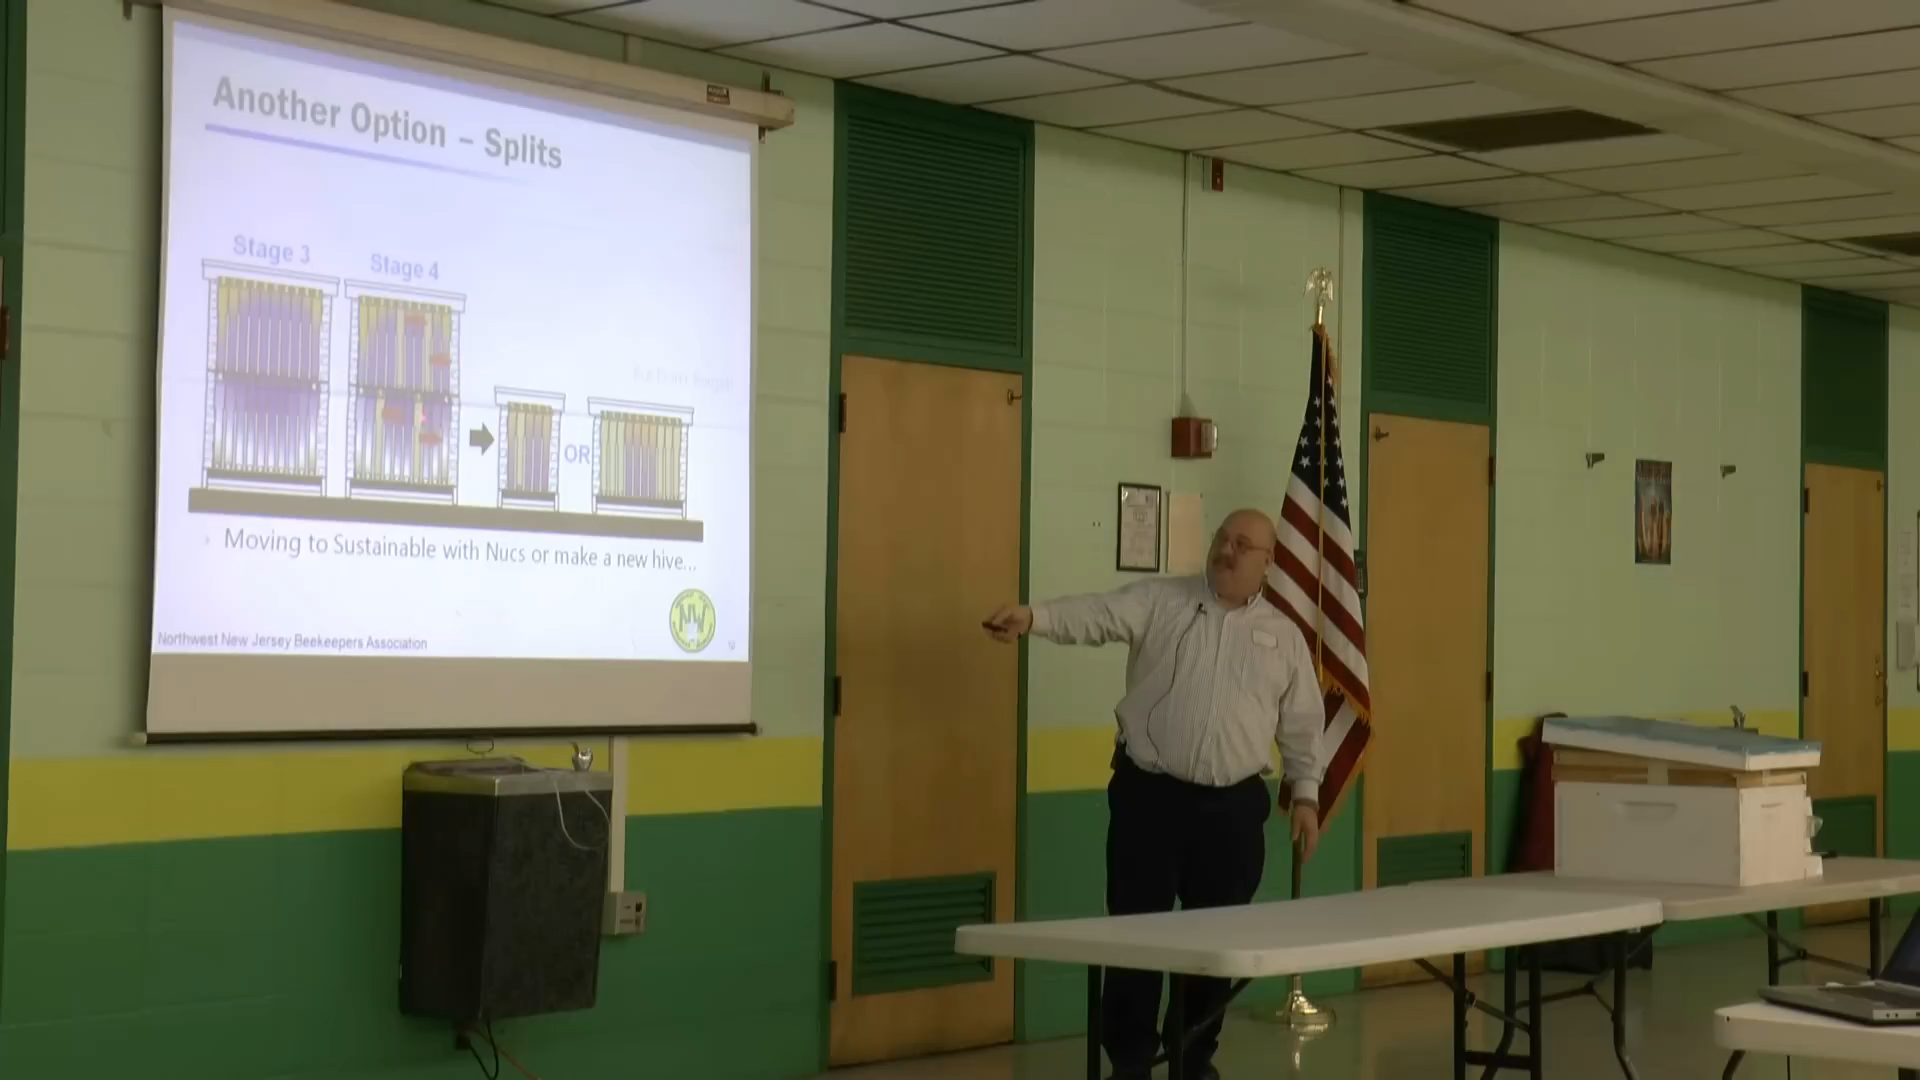 Another Option – Splits
Stage 3
Stage 4
OR
Moving to Sustainable with Nucs or make a new hive...
NW
Northwest New Jersey Beekeepers Association